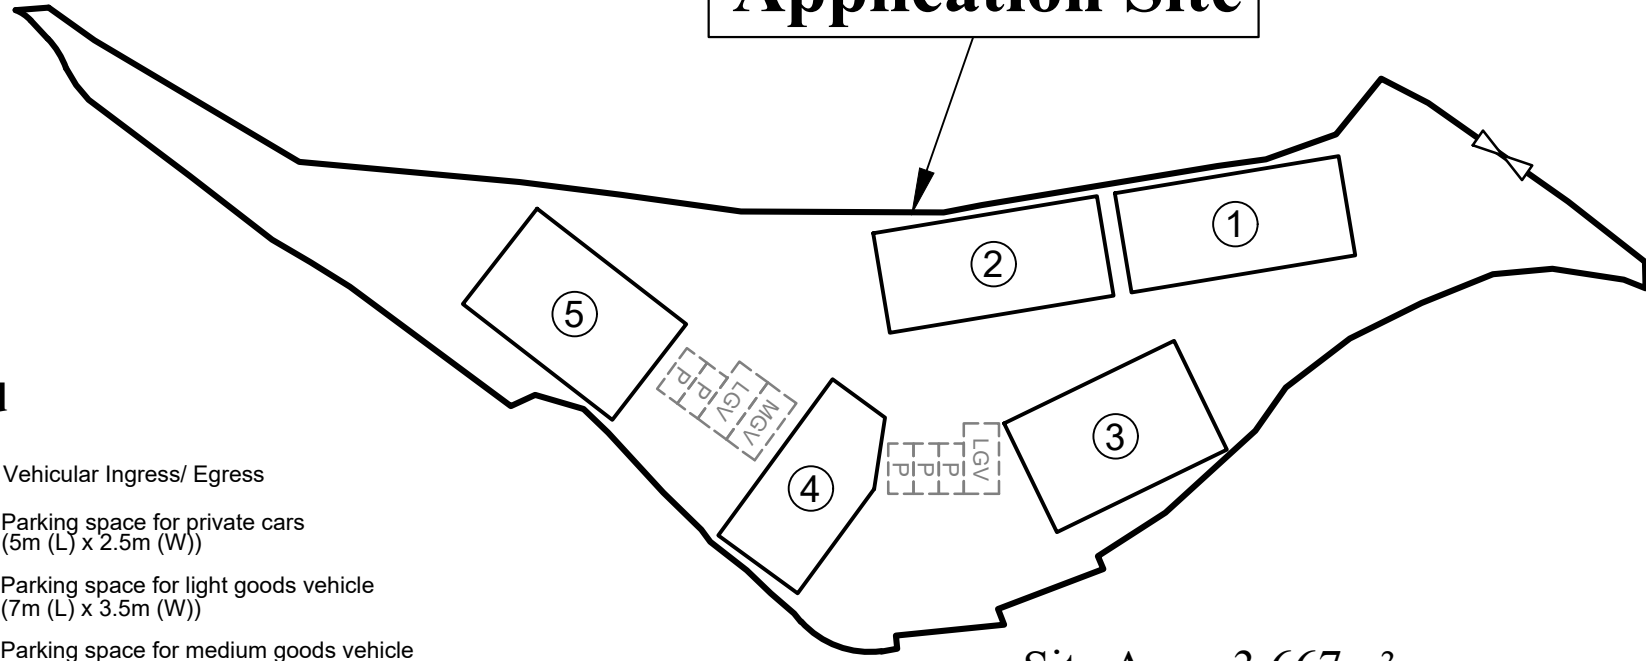 Application Site
1
2
5
3
4
P
P
LGV
MGV
P
P
P
LGV
Vehicular Ingress/ Egress
Parking space for private cars
(5m (L) x 2.5m (W))
Parking space for light goods vehicle
(7m (L) x 3.5m (W))
Parking space for medium goods vehicle